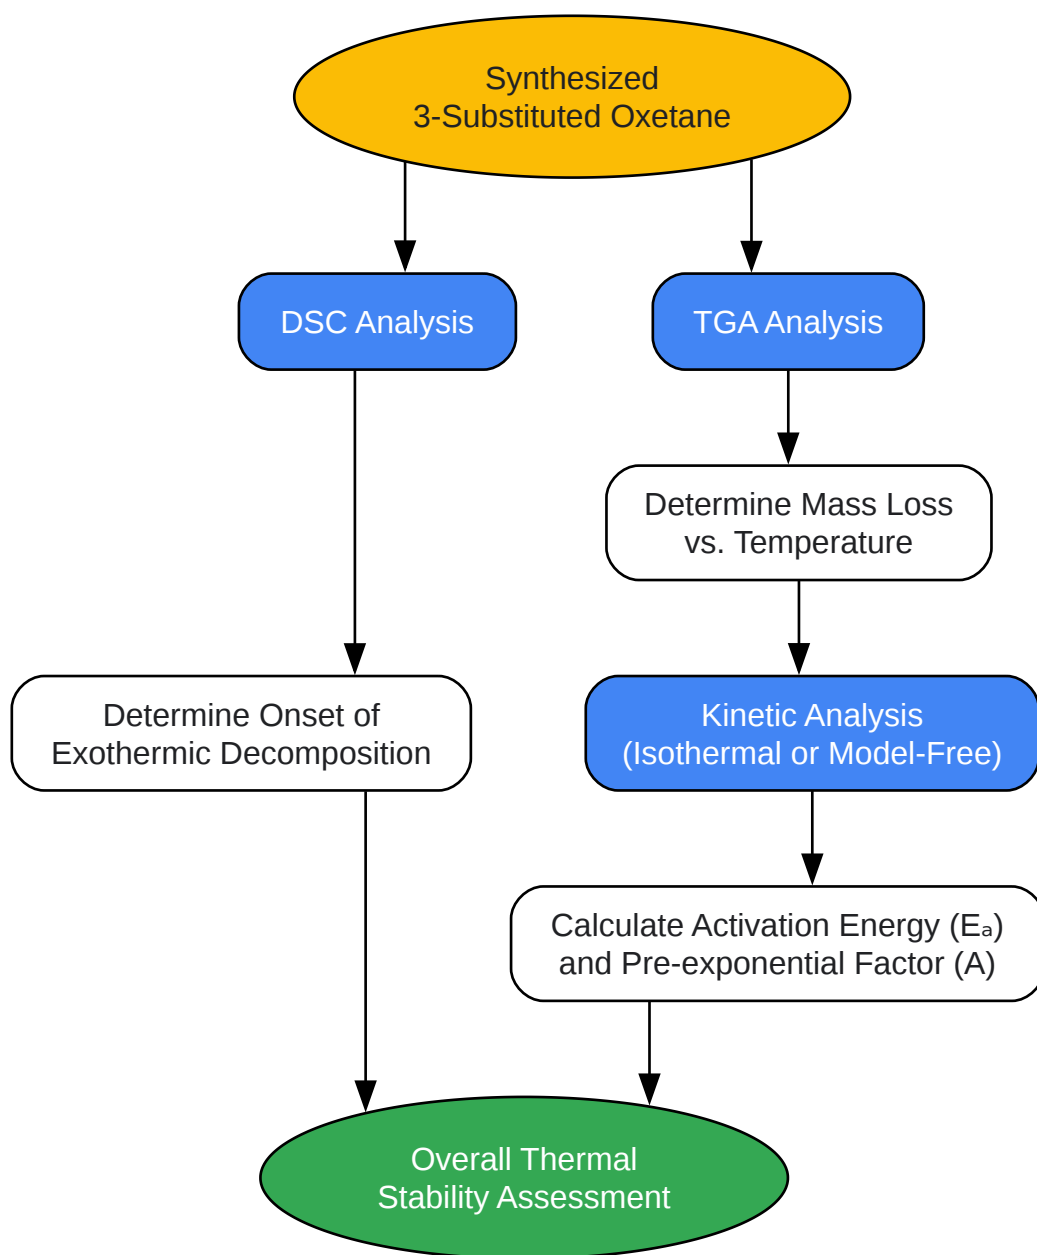 Synthesized
3-Substituted Oxetane
DSC Analysis
TGA Analysis
Determine Mass Loss
vs. Temperature
Determine Onset of
Exothermic Decomposition
Kinetic Analysis
(Isothermal or Model-Free)
Calculate Activation Energy (Eₐ)
and Pre-exponential Factor (A)
Overall Thermal
Stability Assessment